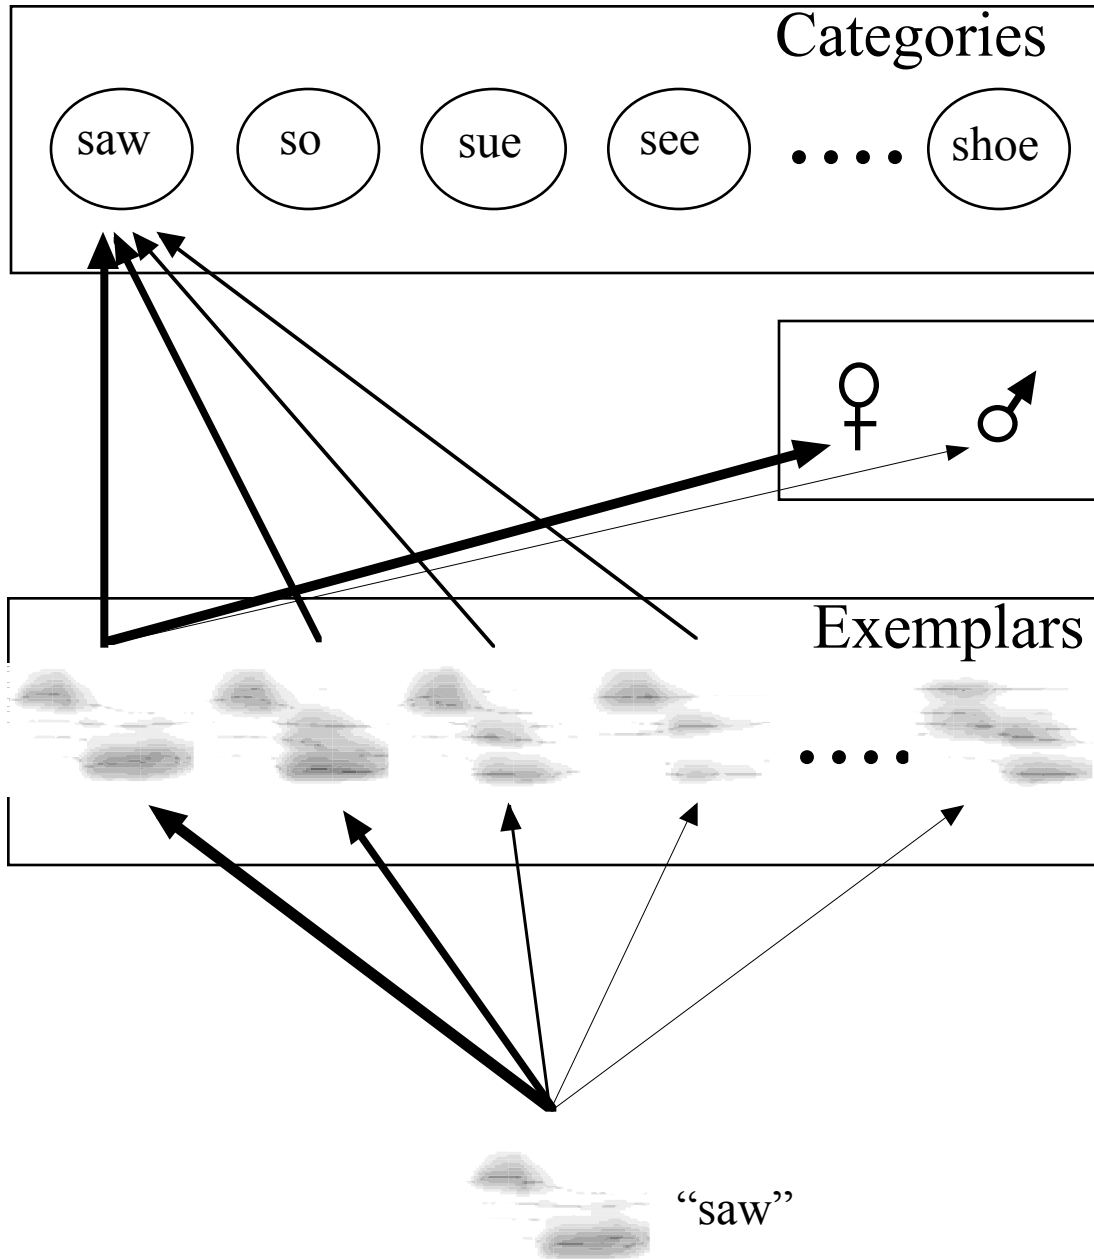 Categories
saw so sue see •••• shoe
♀ ♂
Exemplars
••••
“saw”